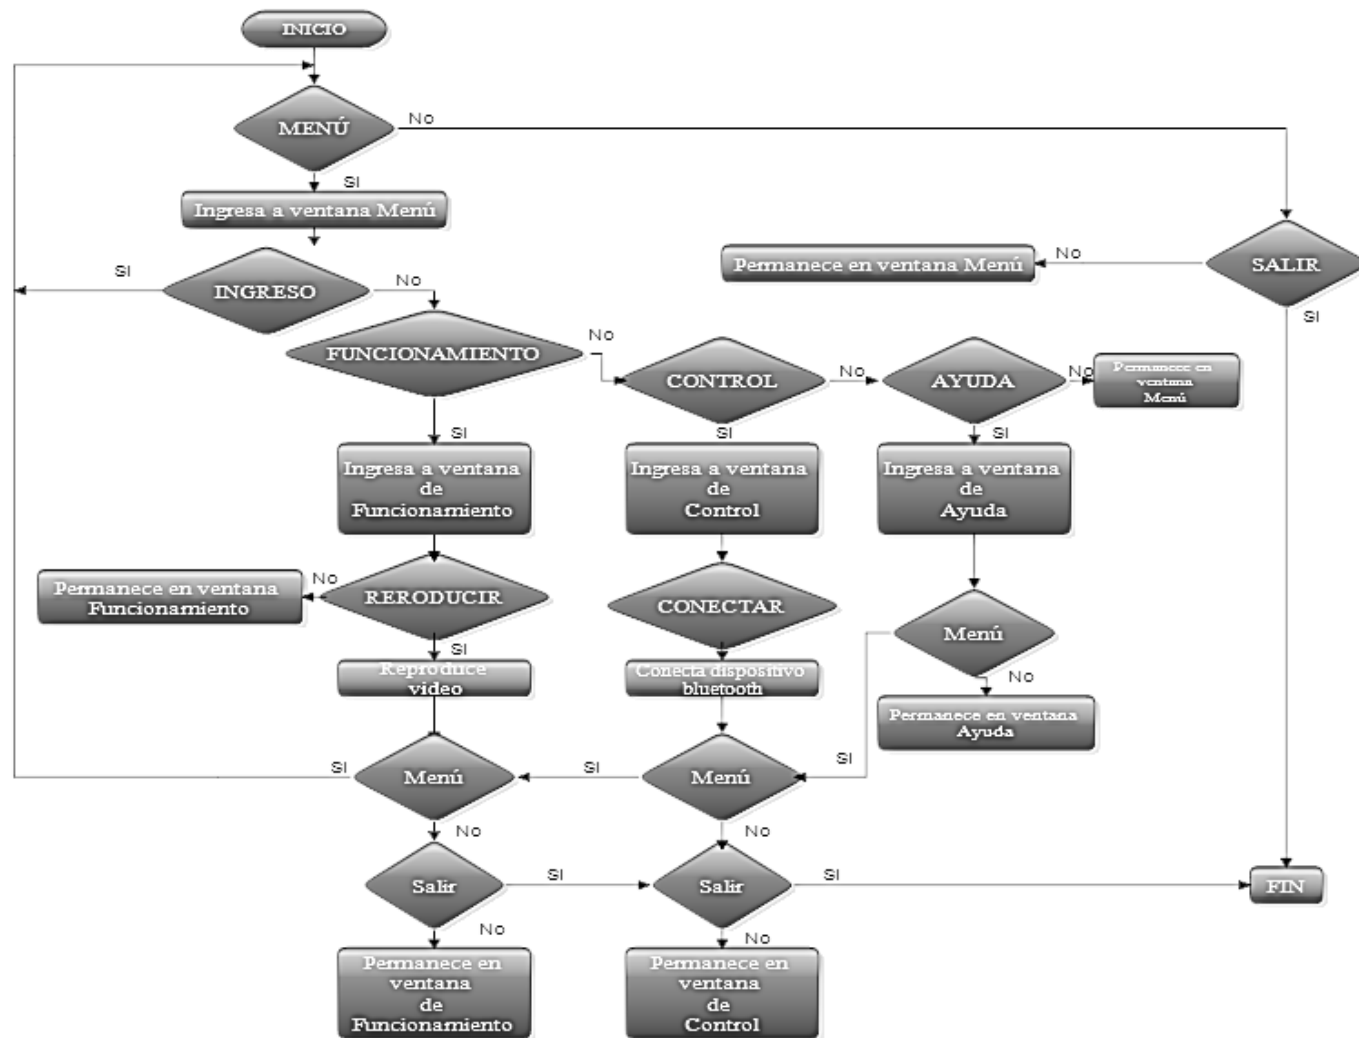 INICIO
MENÚ
No
SI
Ingresa a ventana Menú
SALIR
No
Permanece en ventana Menú
SI
SI
INGRESO
No
FUNCIONAMIENTO
No
CONTROL
No
AYUDA
No
Permanece en
ventana
Menú
SI
SI
SI
Ingresa a ventana
de
Funcionamiento
Ingresa a ventana
de
Control
Ingresa a ventana
de
Ayuda
Permanece en ventana
Funcionamiento
No
RERODUCIR
CONECTAR
Menú
SI
No
Reproduce
video
Conecta dispositivo
bluetooth
Permanece en ventana
Ayuda
SI
Menú
SI
Menú
SI
No
No
Salir
SI
Salir
SI
FIN
No
No
Permanece en
ventana
de
Funcionamiento
Permanece en
ventana
de
Control